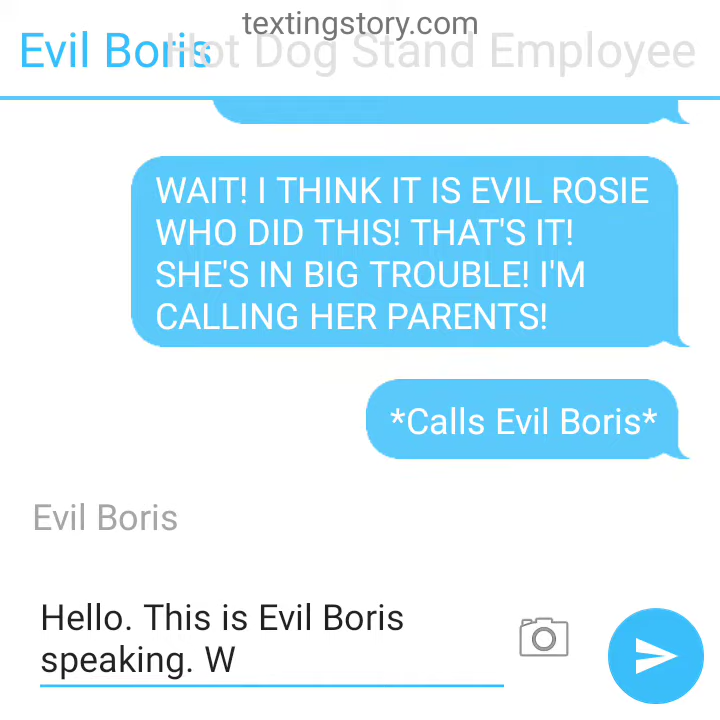 textingstory.com
Evil Boris Hot Dog Stand Employee
WAIT! I THINK IT IS EVIL ROSIE
WHO DID THIS! THAT'S IT!
SHE'S IN BIG TROUBLE! I'M
CALLING HER PARENTS!
*Calls Evil Boris*
Evil Boris
Hello. This is Evil Boris
speaking. W